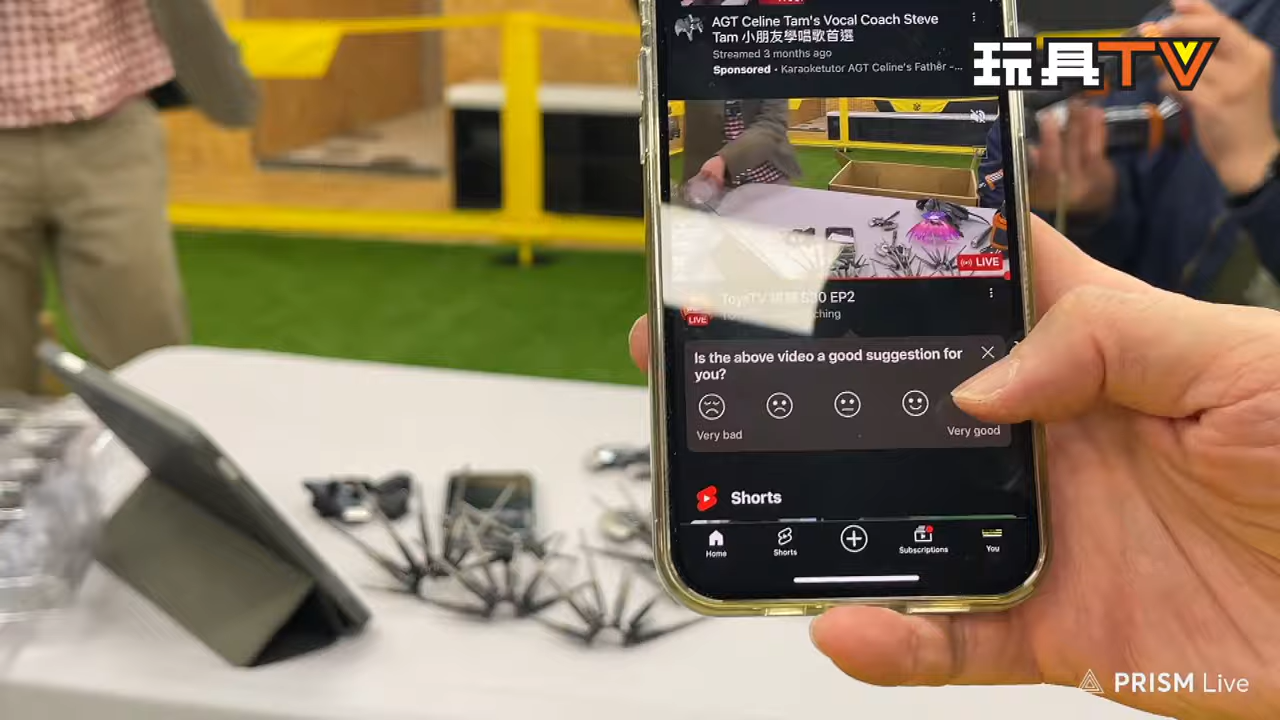 AGT Celine Tam's Vocal Coach Steve
Tam 小朋友學唱歌首選
Streamed 3 months ago
Sponsored • Karaoketutor AGT Celine's Father -...
玩具TV
LIVE
ToysTV EP2
LIVE
Is the above video a good suggestion for
you?
Very bad
Very good
Shorts
Home
Shorts
Subscriptions
You
PRISM Live